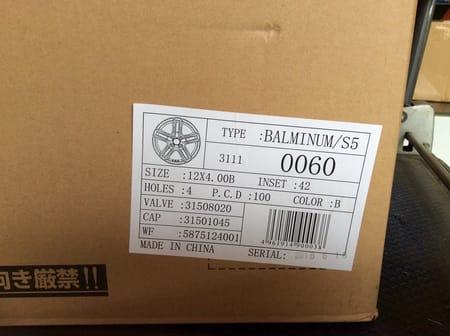 TYPE :BALMINUM/S5
3111 0060
SIZE :12X4.00B INSET :42
HOLES :4 P.C.D :100 COLOR :B
VALVE :31508020
CAP :31501045
WF :5875124001
4961914900038
MADE IN CHINA SERIAL:
向き厳禁!!